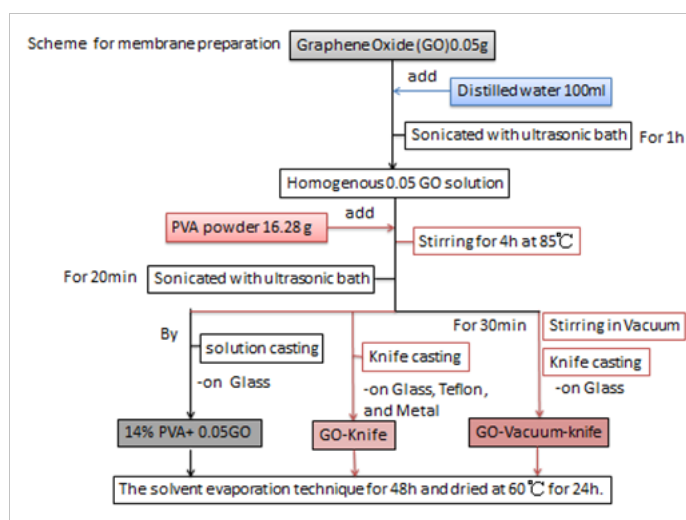 Scheme for membrane preparation
Graphene Oxide (GO)0.05g
add
Distilled water 100ml
Sonicated with ultrasonic bath
For 1h
Homogenous 0.05 GO solution
PVA powder 16.28 g
add
Stirring for 4h at 85℃
For 20min
Sonicated with ultrasonic bath
By
solution casting
-on Glass
For 30min
Stirring in Vacuum
Knife casting
-on Glass, Teflon,
and Metal
Knife casting
-on Glass
14% PVA+ 0.05GO
GO-Knife
GO-Vacuum-knife
The solvent evaporation technique for 48h and dried at 60℃ for 24h.